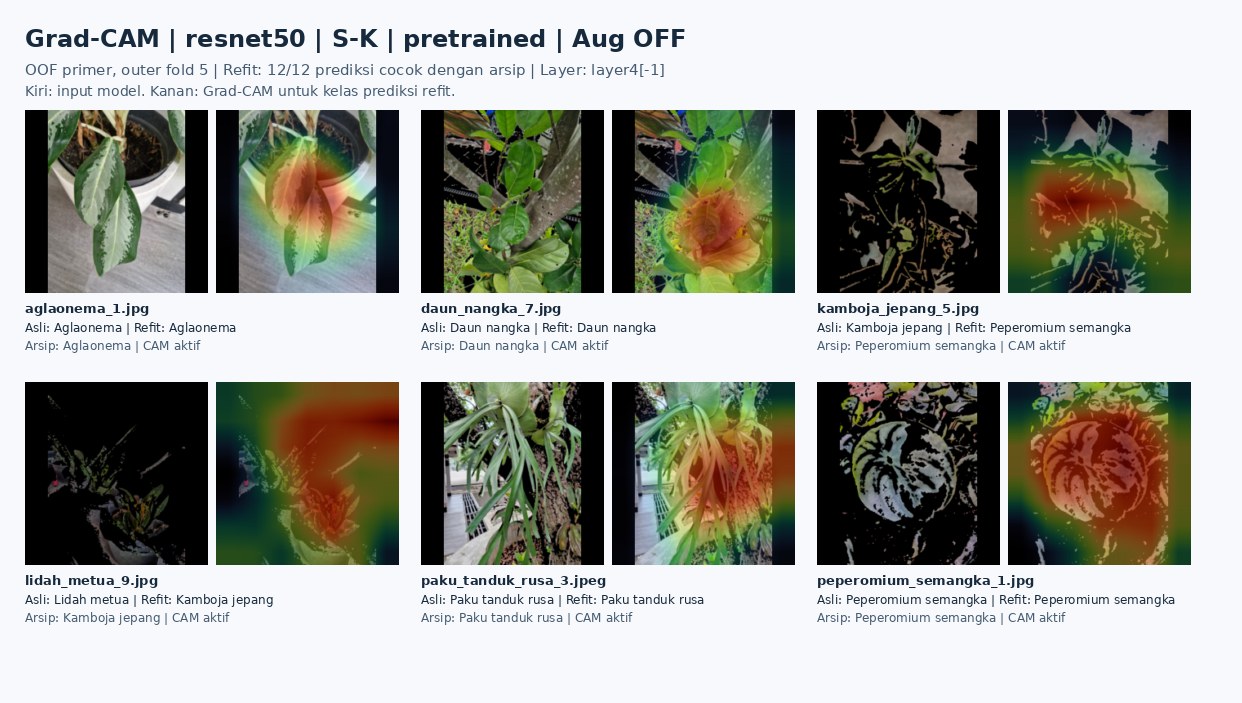 Grad-CAM | resnet50 | S-K | pretrained | Aug OFF
OOF primer, outer fold 5 | Refit: 12/12 prediksi cocok dengan arsip | Layer: layer4[-1]
Kiri: input model. Kanan: Grad-CAM untuk kelas prediksi refit.
aglaonema_1.jpg
Asli: Aglaonema | Refit: Aglaonema
Arsip: Aglaonema | CAM aktif
daun_nangka_7.jpg
Asli: Daun nangka | Refit: Daun nangka
Arsip: Daun nangka | CAM aktif
kamboja_jepang_5.jpg
Asli: Kamboja jepang | Refit: Peperomium semangka
Arsip: Peperomium semangka | CAM aktif
lidah_metua_9.jpg
Asli: Lidah metua | Refit: Kamboja jepang
Arsip: Kamboja jepang | CAM aktif
paku_tanduk_rusa_3.jpeg
Asli: Paku tanduk rusa | Refit: Paku tanduk rusa
Arsip: Paku tanduk rusa | CAM aktif
peperomium_semangka_1.jpg
Asli: Peperomium semangka | Refit: Peperomium semangka
Arsip: Peperomium semangka | CAM aktif